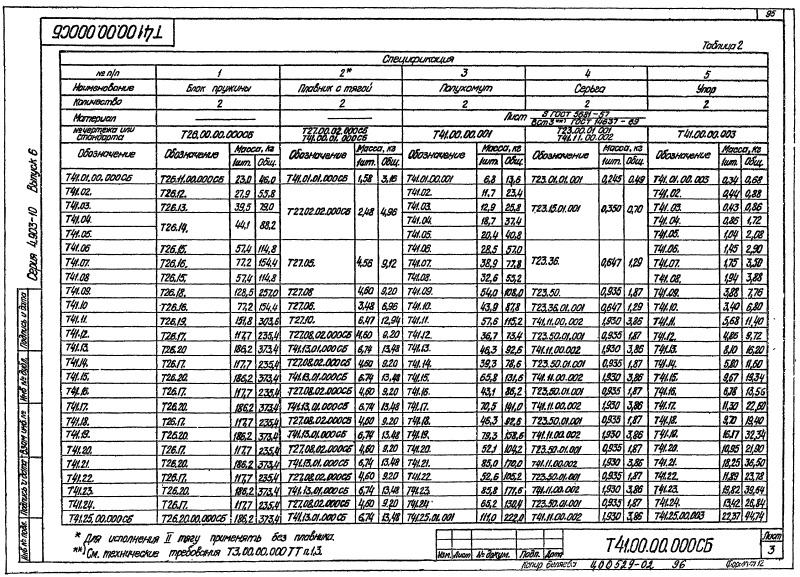 95
Т41.00.00.000СБ
Таблица 2
Спецификация
№ п/п 1 2* 3 4 5
Наименование Блок пружины Плавник с тягой Полухомут Серьга Упор
Количество 2 2 2 2 2
Материал Лист 8 ГОСТ 5681-57
ВСт3**) ГОСТ 14637-69
№ чертежа или стандарта Т26.00.00.000СБ Т27.00.02.000СБ Т41.00.01.000СБ Т41.00.00.001 Т23.00.01.001 Т41.11.00.002 Т41.00.00.003
Обозначение Обозначение Масса, кг Обозначение Масса, кг Обозначение Масса, кг Обозначение Масса, кг Обозначение Масса, кг
1шт. Общ. 1шт. Общ. 1шт. Общ. 1шт. Общ. 1шт. Общ.
Т41.01.00.000СБ Т26.11.00.000СБ 23,0 46,0 Т41.01.01.000СБ 1,58 3,16 Т41.01.00.001 6,8 13,6 Т23.01.01.001 0,245 0,49 Т41.01.00.003 0,34 0,68
Т41.02. Т26.12. 27,9 55,8 Т27.02.02.000СБ 2,48 4,96 Т41.02. 11,7 23,4 Т23.15.01.001 0,350 0,70 Т41.02. 0,44 0,88
Т41.03. Т26.13. 39,5 79,0 Т41.03. 12,9 25,8 Т41.03. 0,43 0,86
Т41.04. Т26.14. 44,1 88,2 Т41.04. 18,7 37,4 Т41.04. 0,86 1,72
Т41.05. Т41.05. 20,4 40,8 Т41.05. 1,04 2,08
Т41.06 Т26.15. 57,4 114,8 Т27.05. 4,56 9,12 Т41.06. 28,5 57,0 Т23.36. 0,647 1,29 Т41.06. 1,45 2,90
Т41.07. Т26.16. 77,2 154,4 Т41.07. 38,9 77,8 Т41.07. 1,75 3,50
Т41.08 Т26.15. 57,4 114,8 Т41.08. 32,6 65,2 Т41.08. 1,94 3,88
Т41.09. Т26.18. 128,5 257,0 Т27.08 4,60 9,20 Т41.09. 54,0 108,0 Т23.50. 0,935 1,87 Т41.09. 3,88 7,76
Т41.10 Т26.16 77,2 154,4 Т27.06. 3,48 6,96 Т41.10. 43,9 87,8 Т23.36.01.001 0,647 1,29 Т41.10. 3,40 6,80
Т41.11. Т26.19. 151,8 303,6 Т27.10. 6,47 12,94 Т41.11. 57,6 115,2 Т41.11.00.002 1,930 3,86 Т41.11. 5,68 11,40
Т41.12. Т26.17. 117,7 235,4 Т27.08.02.000СБ 4,60 9,20 Т41.12. 36,7 73,4 Т23.50.01.001 0,935 1,87 Т41.12. 4,86 9,72
Т41.13. Т26.20 186,2 373,4 Т41.13.01.000СБ 6,74 13,48 Т41.13. 46,3 92,6 Т41.11.00.002 1,930 3,86 Т41.13. 8,10 16,20
Т41.14. Т26.17. 117,7 235,4 Т27.08.02.000СБ 4,60 9,20 Т41.14. 39,3 78,6 Т23.50.01.001 0,935 1,87 Т41.14. 5,80 11,60
Т41.15. Т26.20. 186,2 373,4 Т41.13.01.000СБ 6,74 13,48 Т41.15. 65,8 131,6 Т41.11.00.002 1,930 3,86 Т41.15. 9,67 19,34
Т41.16 Т26.17. 117,7 235,4 Т27.08.02.000СБ 4,60 9,20 Т41.16. 43,1 86,2 Т23.50.01.001 0,935 1,87 Т41.16. 6,78 13,56
Т41.17. Т26.20. 186,2 373,4 Т41.13.01.000СБ 6,74 13,48 Т41.17. 70,5 141,0 Т41.11.00.002 1,930 3,86 Т41.17. 11,30 22,60
Т41.18. Т26.17. 117,7 235,4 Т27.08.02.000СБ 4,60 9,20 Т41.18. 46,3 92,6 Т23.50.01.001 0,935 1,87 Т41.18. 9,70 19,40
Т41.19. Т26.20. 186,2 373,4 Т41.13.01.000СБ 6,74 13,48 Т41.19. 79,3 158,6 Т41.11.00.002 1,930 3,86 Т41.19. 16,17 32,34
Т41.20. Т26.17. 117,7 235,4 Т27.08.02.000СБ 4,60 9,20 Т41.20. 52,1 104,2 Т23.50.01.001 0,935 1,87 Т41.20. 10,95 21,90
Т41.21. Т26.20. 186,2 373,4 Т41.13.01.000СБ 6,74 13,48 Т41.21. 85,0 170,0 Т41.11.00.002 1,930 3,86 Т41.21. 18,25 36,50
Т41.22. Т26.17. 117,7 235,4 Т27.08.02.000СБ 4,60 9,20 Т41.22 52,6 105,2 Т23.50.01.001 0,935 1,87 Т41.22. 11,89 23,78
Т41.23 Т26.20. 186,2 373,4 Т41.13.01.000СБ 6,74 13,48 Т41.23. 85,8 171,6 Т41.11.00.002 1,930 3,86 Т41.23. 19,82 39,64
Т41.24. Т26.17. 117,7 235,4 Т27.08.02.000СБ 4,60 9,20 Т41.24 65,2 130,4 Т23.50.01.001 0,935 1,87 Т41.24. 13,42 26,84
Т41.25.00.000СБ Т26.20.00.000СБ 186,2 373,4 Т41.13.01.000СБ 6,74 13,48 Т41.25.01.001 111,0 222,0 Т41.11.00.002 1,930 3,86 Т41.25.00.003 22,37 44,74
* Для исполнения II тягу применять без плавника.
**) См. технические требования Т3.00.00.000 ТТ п.1.3.
Т41.00.00.000СБ
Лист
3
Изм. Лист № докум. Подп. Дата
Копир Беляева 400529-02 96 Формат 12
Серия 4.903-10 Выпуск 6
Инв № подл. Подпись и дата Взам инв № Инв № дубл. Подпись и дата